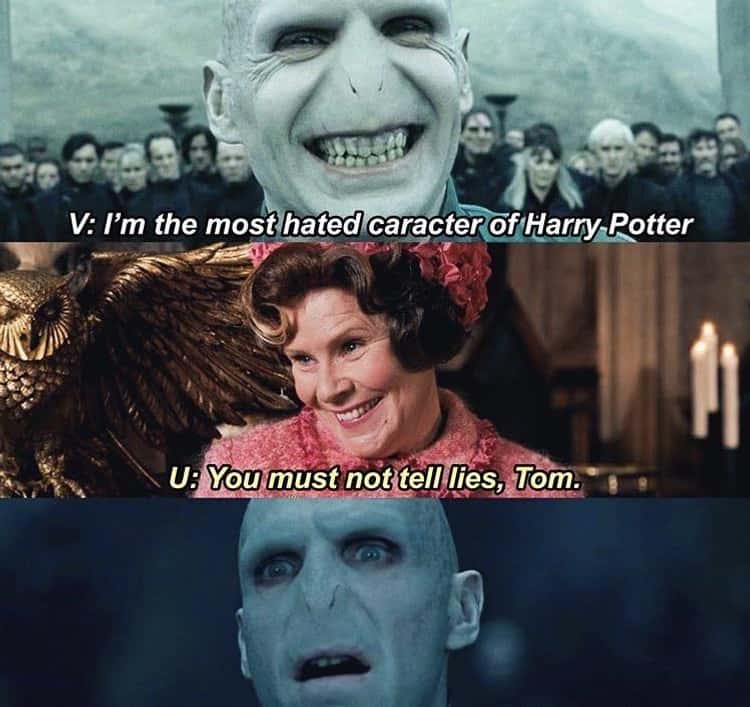 V: I'm the most hated caracter of Harry Potter
U: You must not tell lies, Tom.